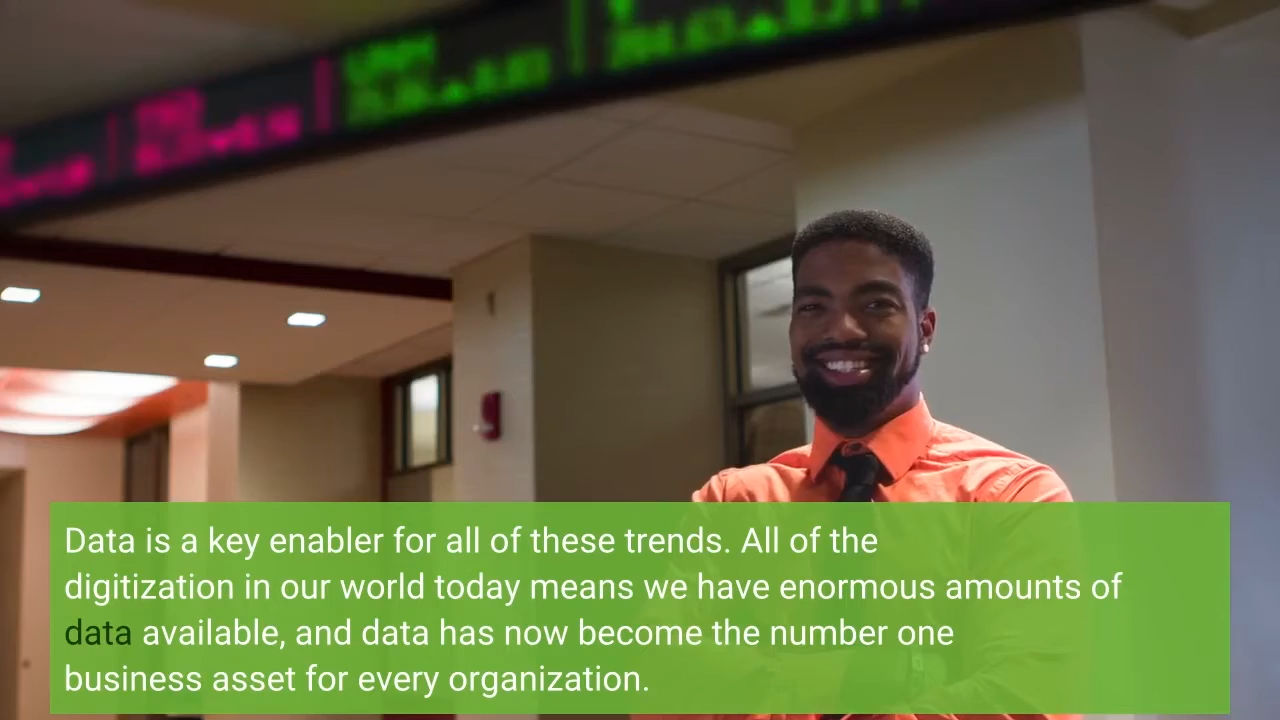 Data is a key enabler for all of these trends. All of the
digitization in our world today means we have enormous amounts of
data available, and data has now become the number one
business asset for every organization.